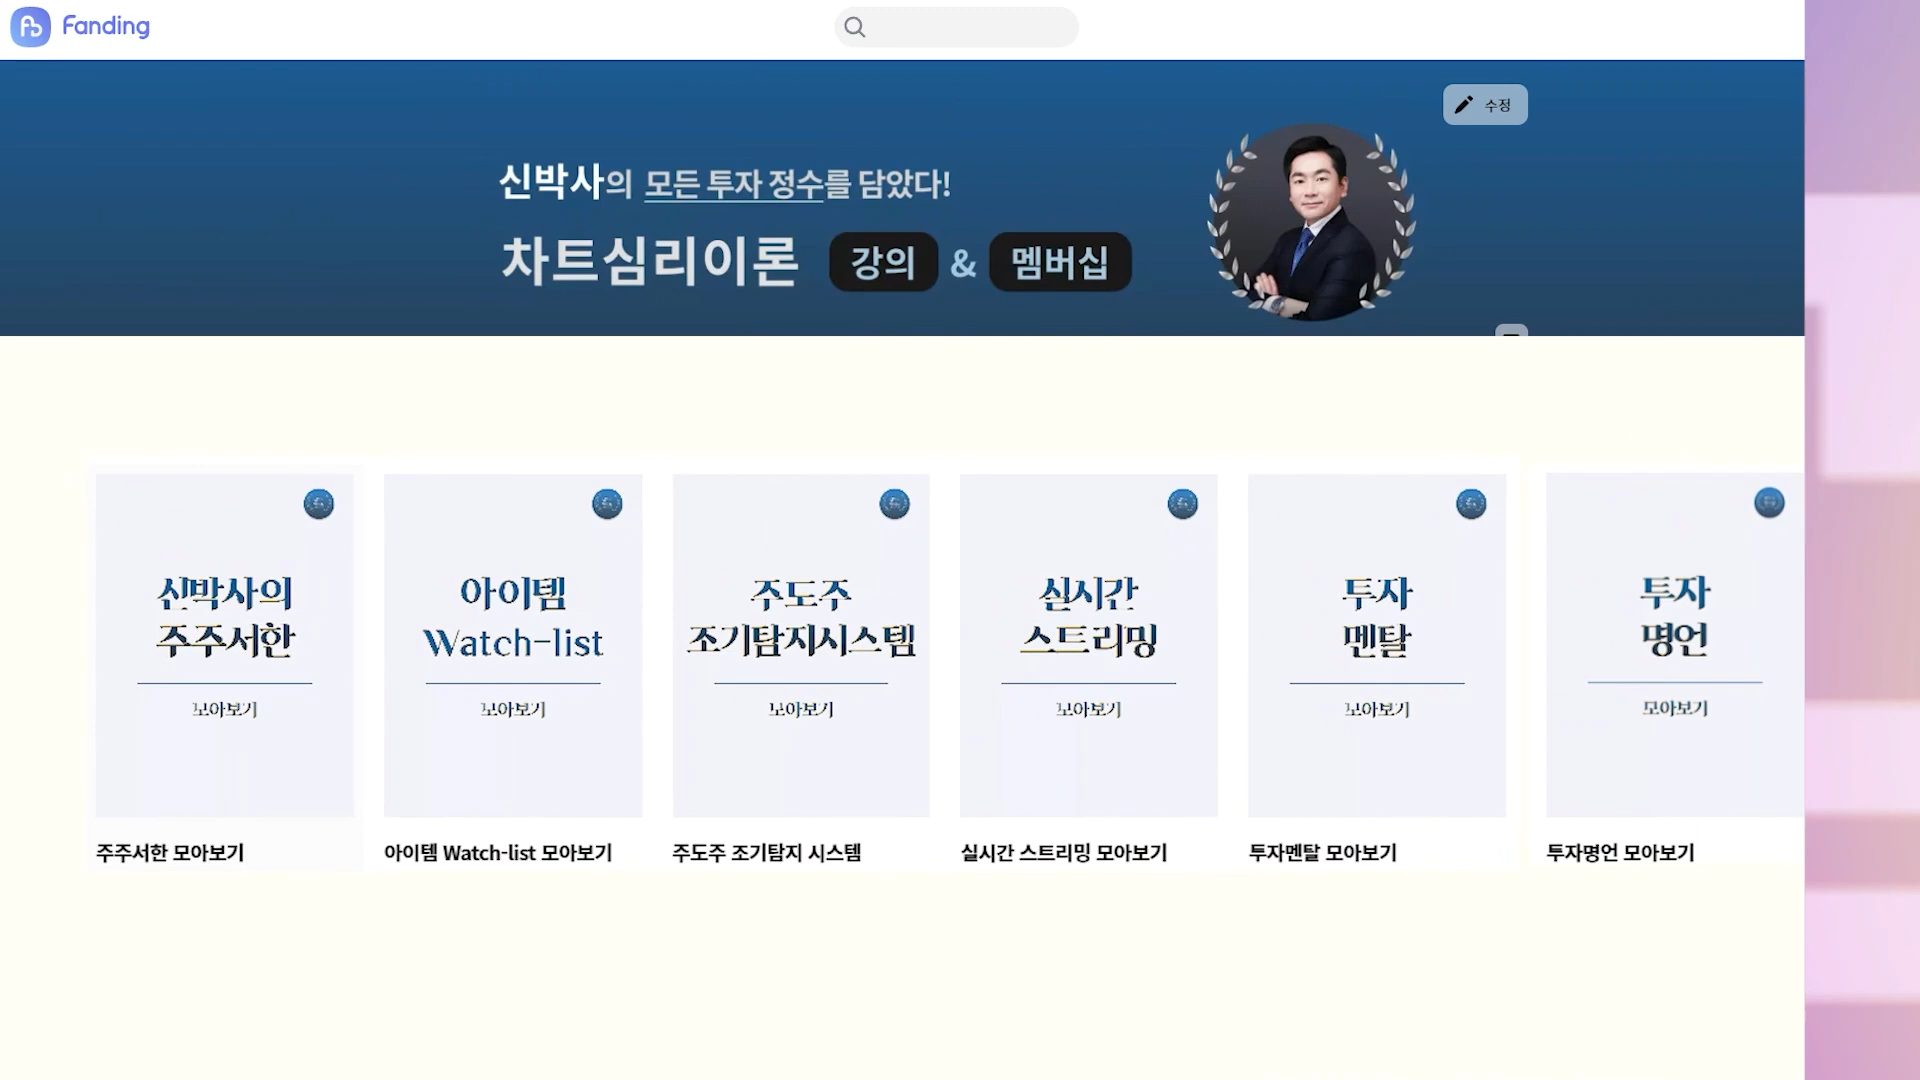 Fanding
수정
신박사의 모든 투자 정수를 담았다!
차트심리이론 강의 & 멤버십
신박사의
주주서한
모아보기
주주서한 모아보기
아이템
Watch-list
모아보기
아이템 Watch-list 모아보기
주도주
조기탐지시스템
모아보기
주도주 조기탐지 시스템
실시간
스트리밍
모아보기
실시간 스트리밍 모아보기
투자
멘탈
모아보기
투자멘탈 모아보기
투자
명언
모아보기
투자명언 모아보기